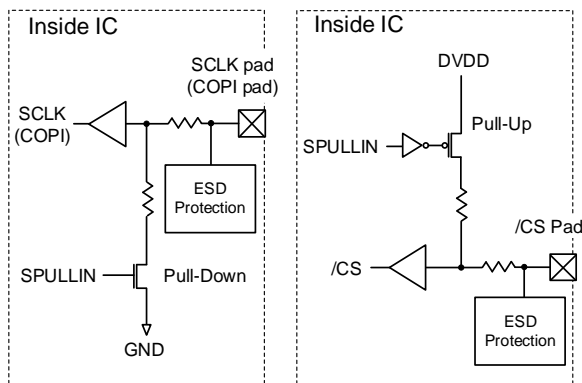 Inside IC
SCLK pad
(COPI pad)
SCLK
(COPI)
ESD
Protection
SPULLIN
Pull-Down
GND
Inside IC
DVDD
Pull-Up
SPULLIN
/CS Pad
/CS
ESD
Protection